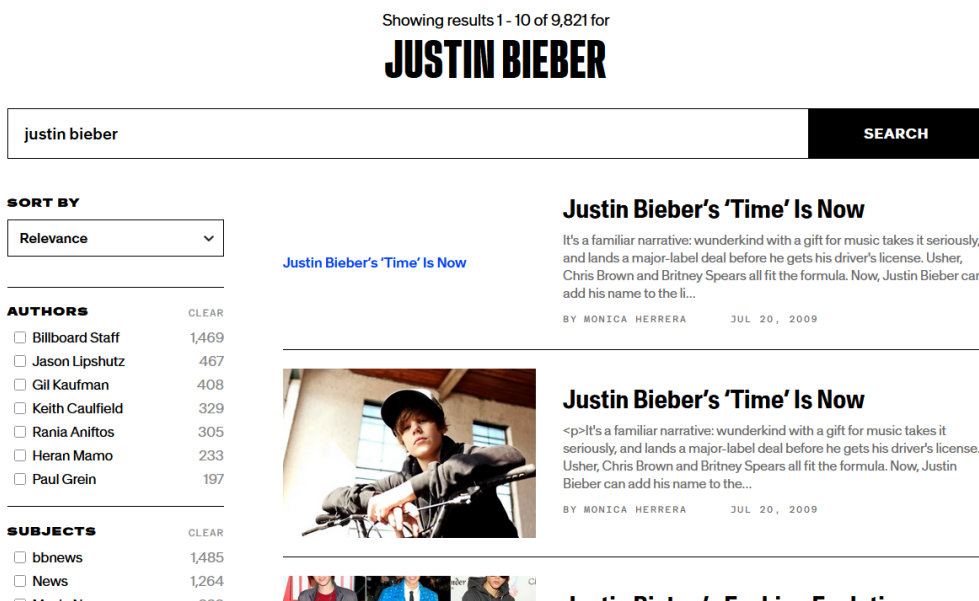 Showing results 1 - 10 of 9,821 for
JUSTIN BIEBER
justin bieber
SEARCH
SORT BY
Relevance
AUTHORS
CLEAR
Billboard Staff 1,469
Jason Lipshutz 467
Gil Kaufman 408
Keith Caulfield 329
Rania Aniftos 305
Heran Mamo 233
Paul Grein 197
SUBJECTS
CLEAR
bbnews 1,485
News 1,264
Justin Bieber's 'Time' Is Now
Justin Bieber's 'Time' Is Now
It's a familiar narrative: wunderkind with a gift for music takes it seriously,
and lands a major-label deal before he gets his driver's license. Usher,
Chris Brown and Britney Spears all fit the formula. Now, Justin Bieber can
add his name to the li...
BY MONICA HERRERA JUL 20, 2009
Justin Bieber's 'Time' Is Now
<p>It's a familiar narrative: wunderkind with a gift for music takes it
seriously, and lands a major-label deal before he gets his driver's license.
Usher, Chris Brown and Britney Spears all fit the formula. Now, Justin
Bieber can add his name to the...
BY MONICA HERRERA JUL 20, 2009